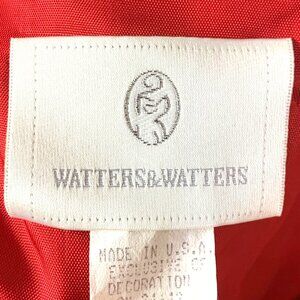 WATTERS&WATTERS
MADE IN U.S.A.
EXCLUSIVE OF
DECORATION